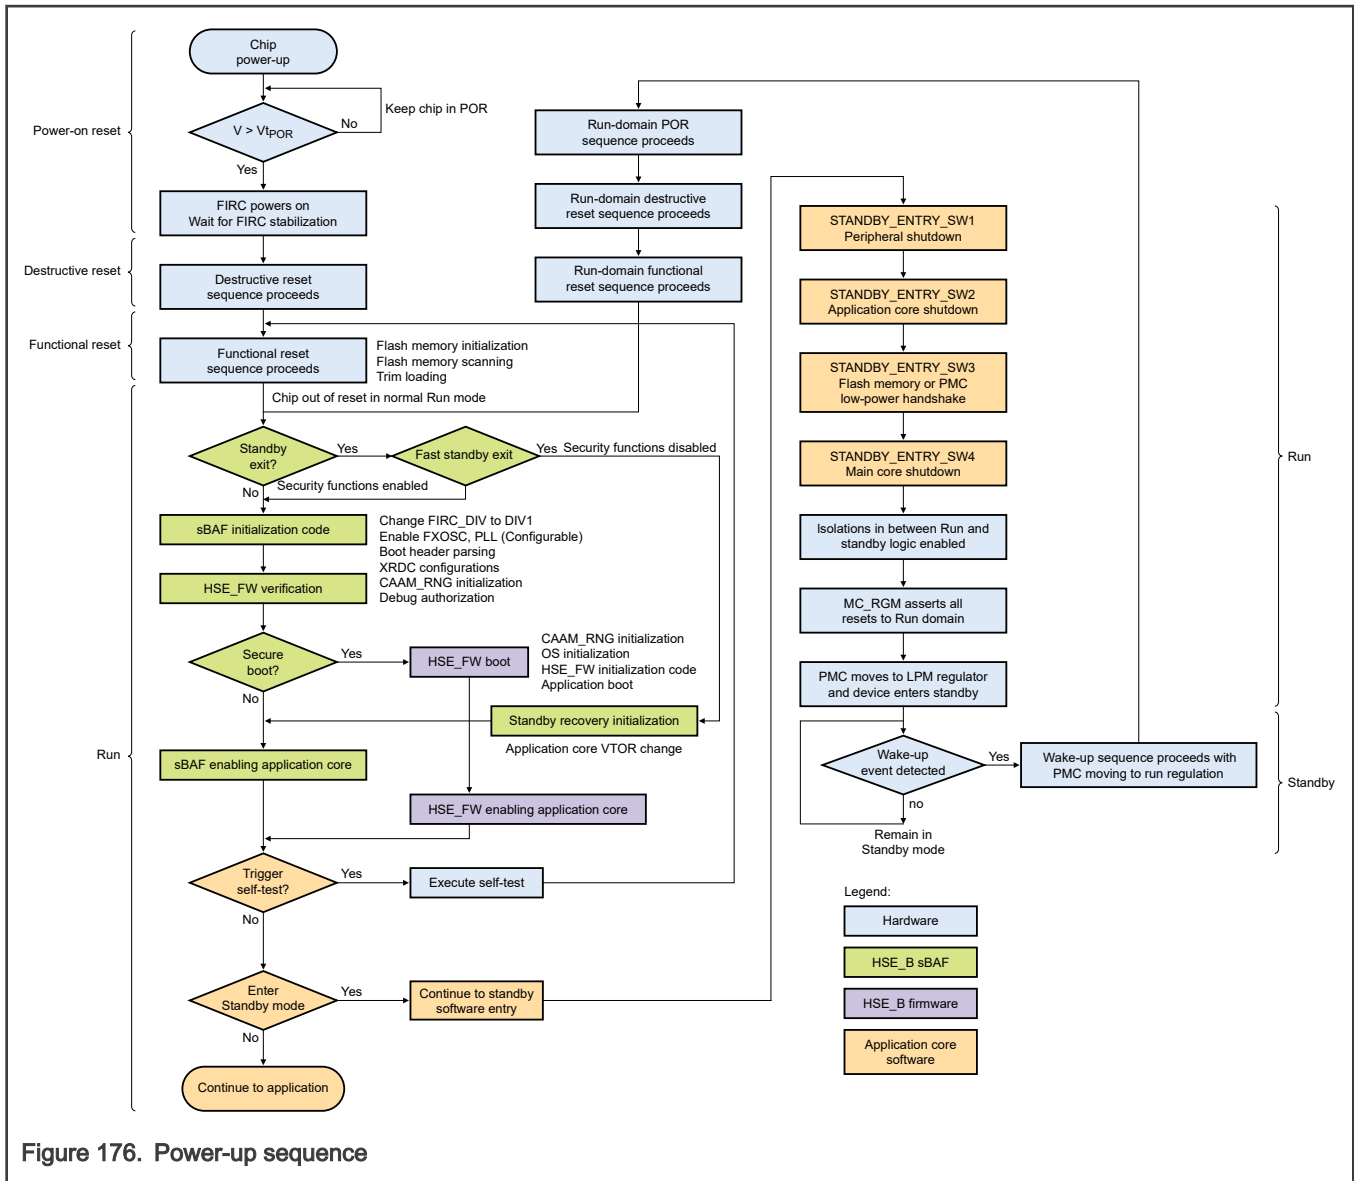 Chip
power-up
Keep chip in POR
Power-on reset
V > VtPOR
No
Yes
FIRC powers on
Wait for FIRC stabilization
Destructive reset
Destructive reset
sequence proceeds
Functional reset
Functional reset
sequence proceeds
Flash memory initialization
Flash memory scanning
Trim loading
Chip out of reset in normal Run mode
Run-domain POR
sequence proceeds
Run-domain destructive
reset sequence proceeds
Run-domain functional
reset sequence proceeds
Standby
exit?
Yes
Fast standby exit
Yes
Security functions disabled
No
Security functions enabled
sBAF initialization code
Change FIRC_DIV to DIV1
Enable FXOSC, PLL (Configurable)
Boot header parsing
XRDC configurations
CAAM_RNG initialization
Debug authorization
HSE_FW verification
Secure
boot?
Yes
No
HSE_FW boot
CAAM_RNG initialization
OS initialization
HSE_FW initialization code
Application boot
Standby recovery initialization
Application core VTOR change
Run
sBAF enabling application core
HSE_FW enabling application core
Trigger
self-test?
Yes
No
Execute self-test
Enter
Standby mode
Yes
No
Continue to standby
software entry
Continue to application
STANDBY_ENTRY_SW1
Peripheral shutdown
STANDBY_ENTRY_SW2
Application core shutdown
STANDBY_ENTRY_SW3
Flash memory or PMC
low-power handshake
STANDBY_ENTRY_SW4
Main core shutdown
Run
Isolations in between Run and
standby logic enabled
MC_RGM asserts all
resets to Run domain
PMC moves to LPM regulator
and device enters standby
Wake-up
event detected
Yes
no
Wake-up sequence proceeds with
PMC moving to run regulation
Standby
Remain in
Standby mode
Legend:
Hardware
HSE_B sBAF
HSE_B firmware
Application core
software
Figure 176. Power-up sequence